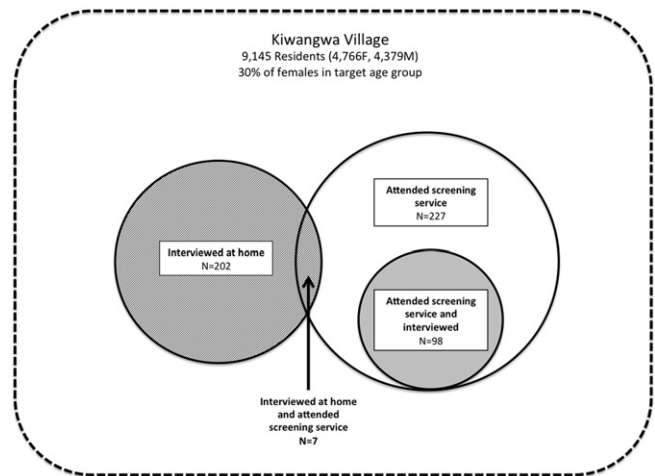 Kiwangwa Village
9,145 Residents (4,766F, 4,379M)
30% of females in target age group
Attended screening
service
N=227
Interviewed at home
N=202
Attended screening
service and
interviewed
N=98
Interviewed at home
and attended
screening service
N=7